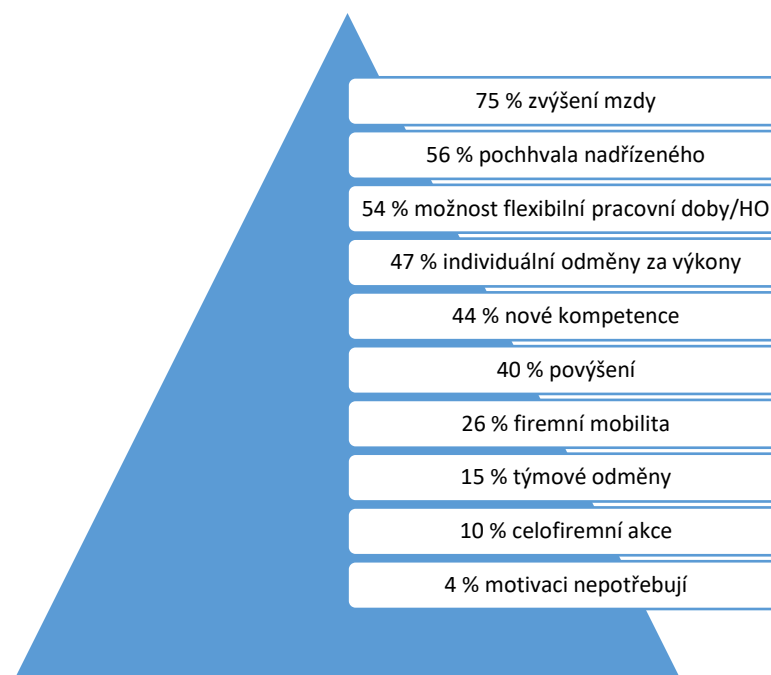 75 % zvýšení mzdy
56 % pochhvala nadřízeného
54 % možnost flexibilní pracovní doby/HO
47 % individuální odměny za výkony
44 % nové kompetence
40 % povýšení
26 % firemní mobilita
15 % týmové odměny
10 % celofiremní akce
4 % motivaci nepotřebují